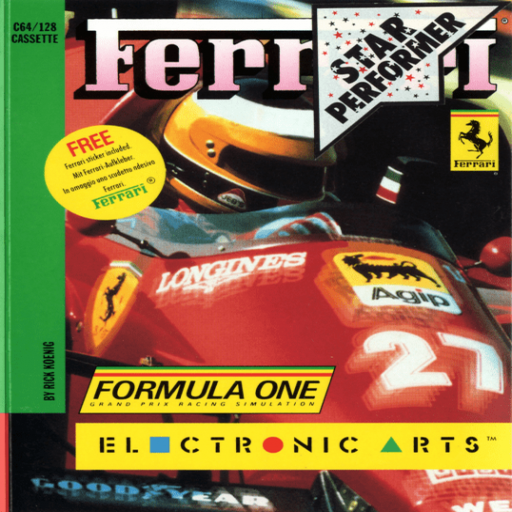 C64/128
CASSETTE
Ferrari
STAR
PERFORMER
FREE
Ferrari sticker included.
Mit Ferrari Aufkleber.
In omaggio uno scudetto adesivo
Ferrari.
Ferrari®
Ferrari
LONGINES
Agip
27
BY RICK KOENIG
FORMULA ONE
GRAND PRIX RACING SIMULATION
ELECTRONIC ARTS™
GOODYEAR